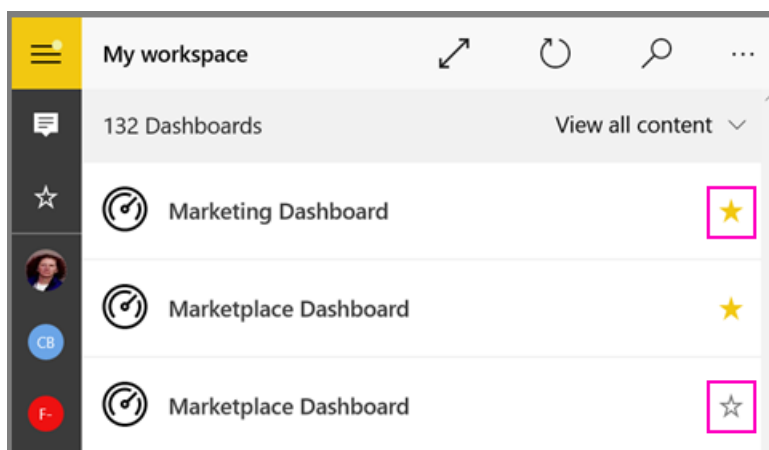 My workspace
132 Dashboards
View all content
Marketing Dashboard
Marketplace Dashboard
CB
Marketplace Dashboard
F-